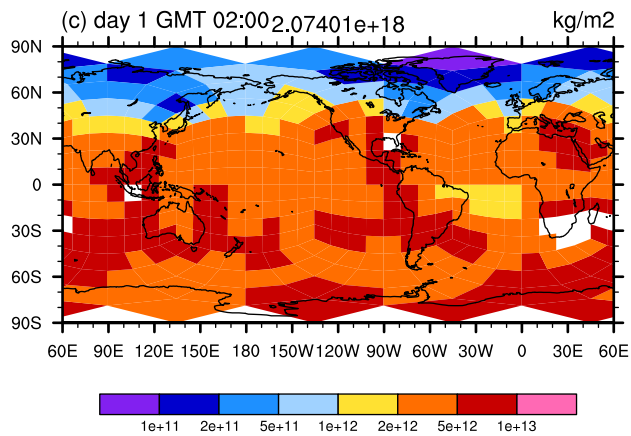 (c) day 1 GMT 02:00 2.07401e+18 kg/m2
90N
60N
30N
0
30S
60S
90S
60E 90E 120E 150E 180 150W 120W 90W 60W 30W 0 30E 60E
1e+11 2e+11 5e+11 1e+12 2e+12 5e+12 1e+13